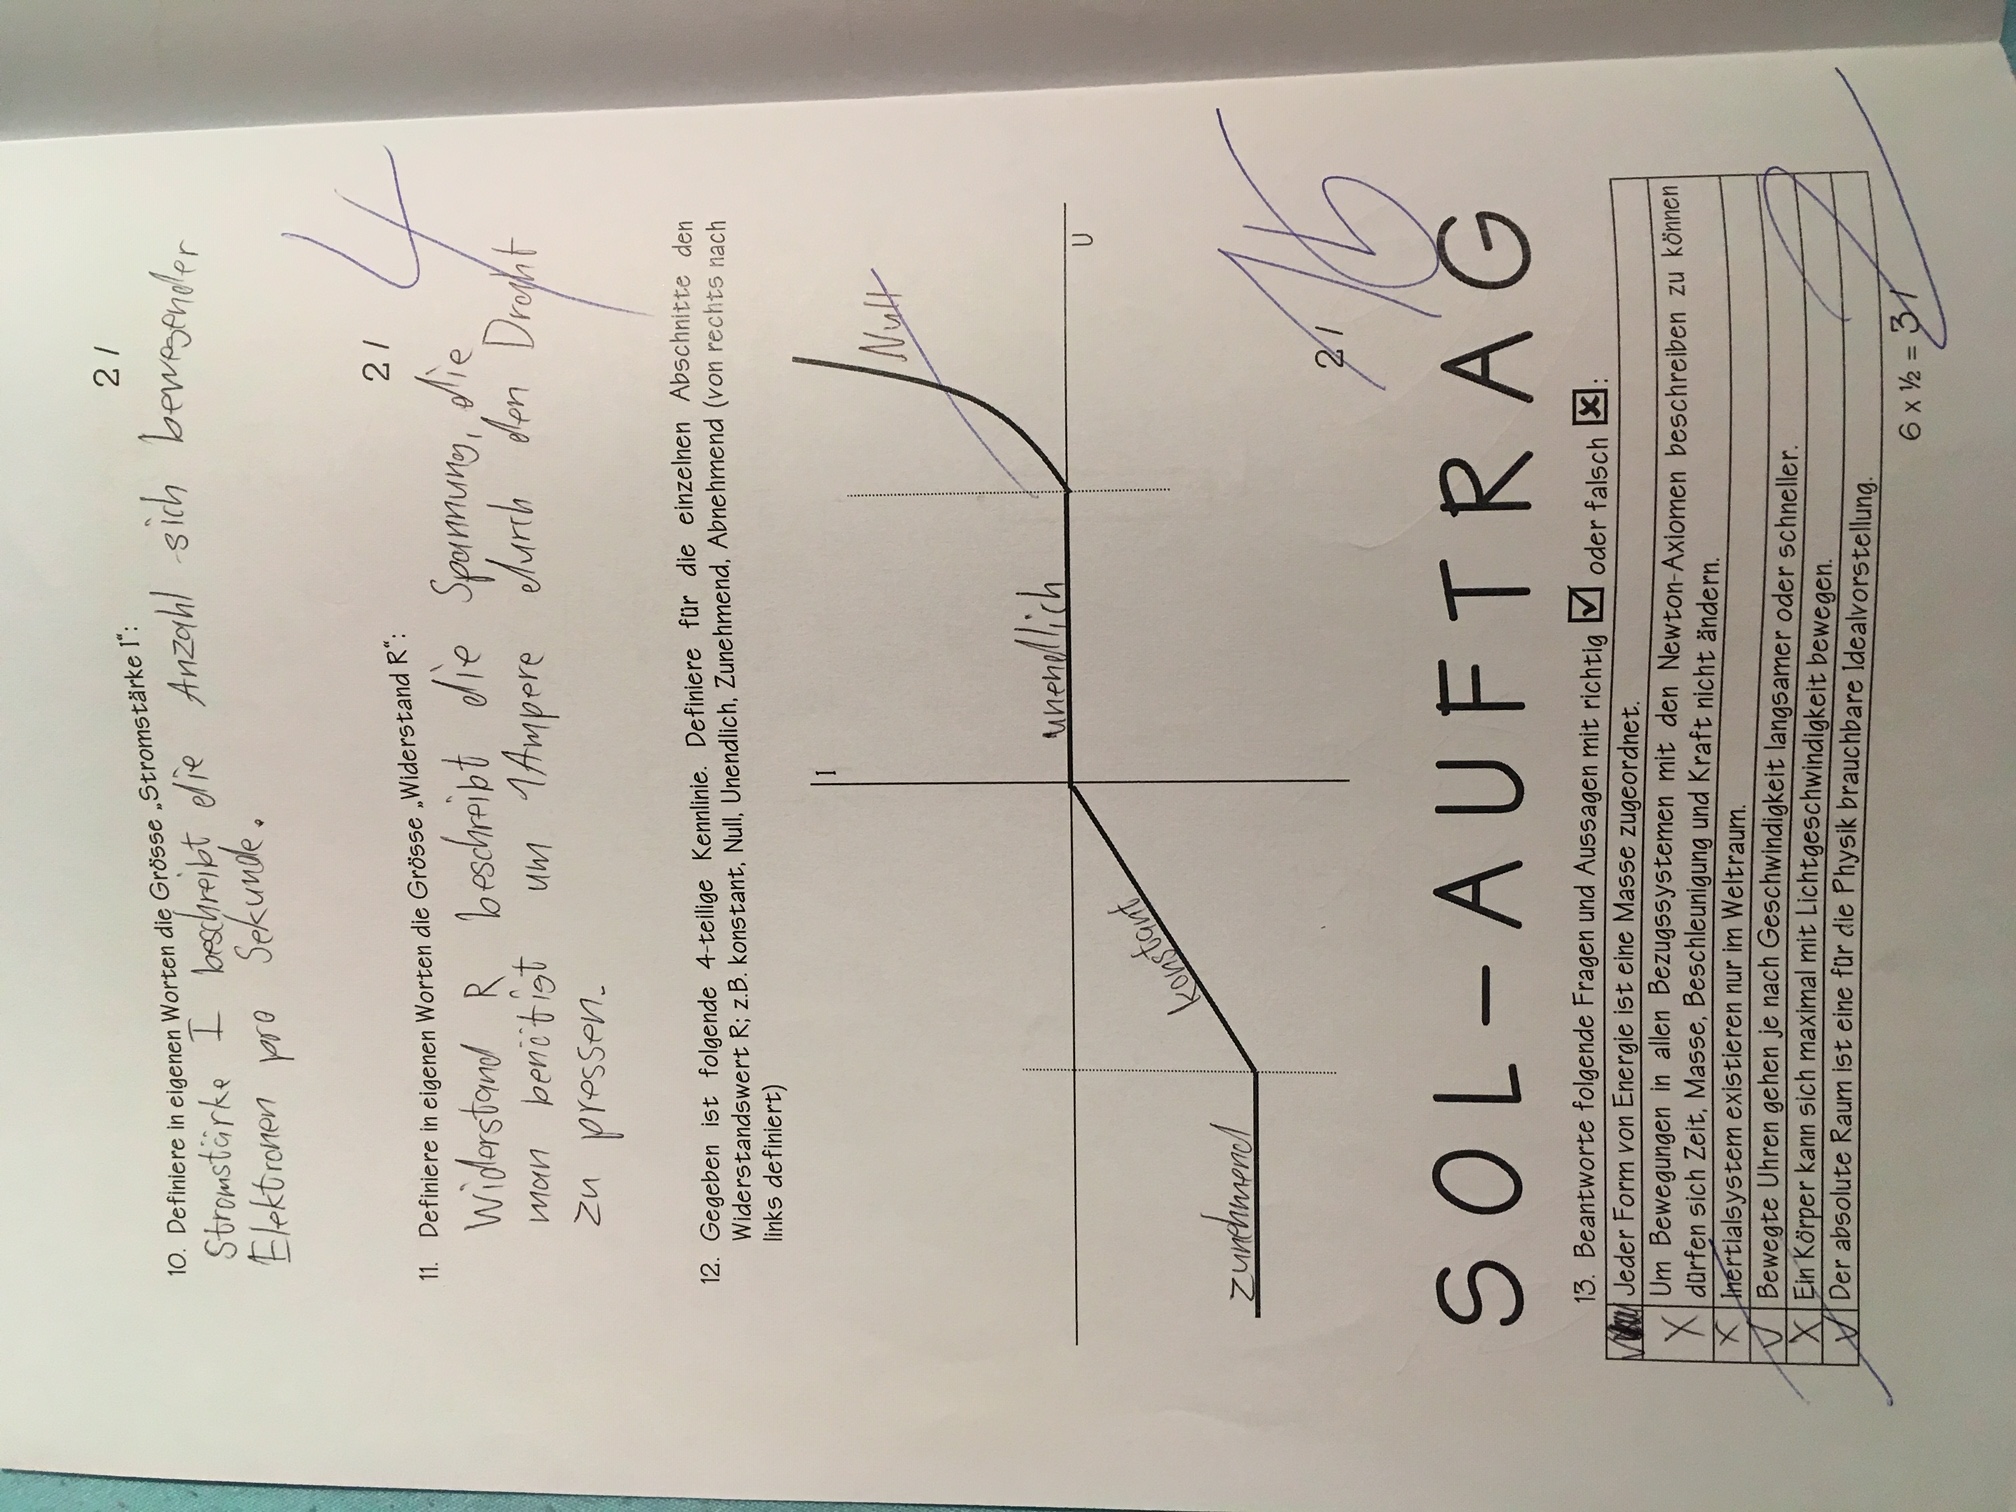 2 /
10. Definiere in eigenen Worten die Grösse „Stromstärke I“:
Stromstärke I beschreibt die Anzahl sich bewegender
Elektronen pro Sekunde.
2 /
4
11. Definiere in eigenen Worten die Grösse „Widerstand R“:
Widerstand R beschreibt die Spannung, die
man benötigt um 1 Ampere durch den Draht
zu pressen.
12. Gegeben ist folgende 4-teilige Kennlinie. Definiere für die einzelnen Abschnitte den
Widerstandswert R; z.B. konstant, Null, Unendlich, Zunehmend, Abnehmend (von rechts nach
links definiert)
I
Null
unendlich
U
konstant
zunehmend
2 /
SOL-AUFTRAG
13. Beantworte folgende Fragen und Aussagen mit richtig ☑ oder falsch ☒:
Jeder Form von Energie ist eine Masse zugeordnet.
X Um Bewegungen in allen Bezugssystemen mit den Newton-Axiomen beschreiben zu können
dürfen sich Zeit, Masse, Beschleunigung und Kraft nicht ändern.
X Inertialsystem existieren nur im Weltraum.
✓ Bewegte Uhren gehen je nach Geschwindigkeit langsamer oder schneller.
X Ein Körper kann sich maximal mit Lichtgeschwindigkeit bewegen.
✓ Der absolute Raum ist eine für die Physik brauchbare Idealvorstellung.
2
6 x ½ = 3 /